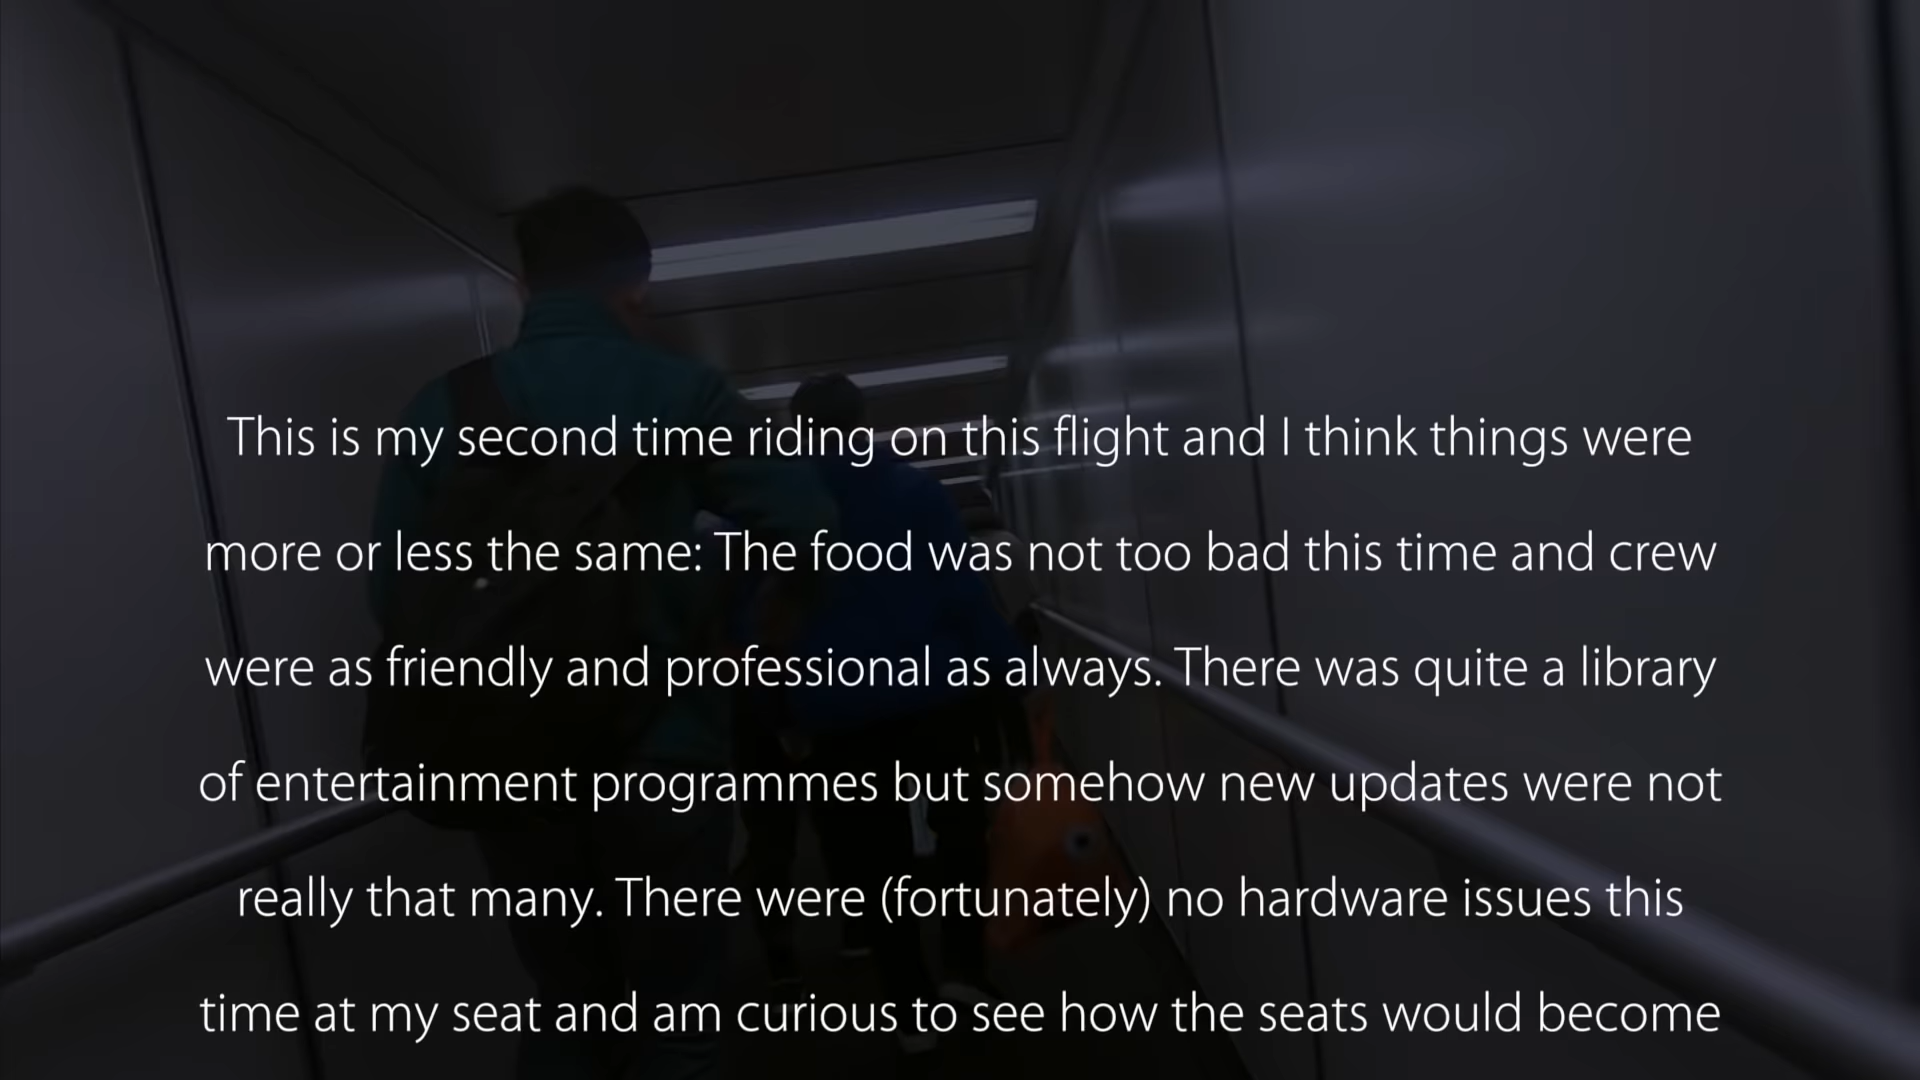 This is my second time riding on this flight and I think things were
more or less the same: The food was not too bad this time and crew
were as friendly and professional as always. There was quite a library
of entertainment programmes but somehow new updates were not
really that many. There were (fortunately) no hardware issues this
time at my seat and am curious to see how the seats would become